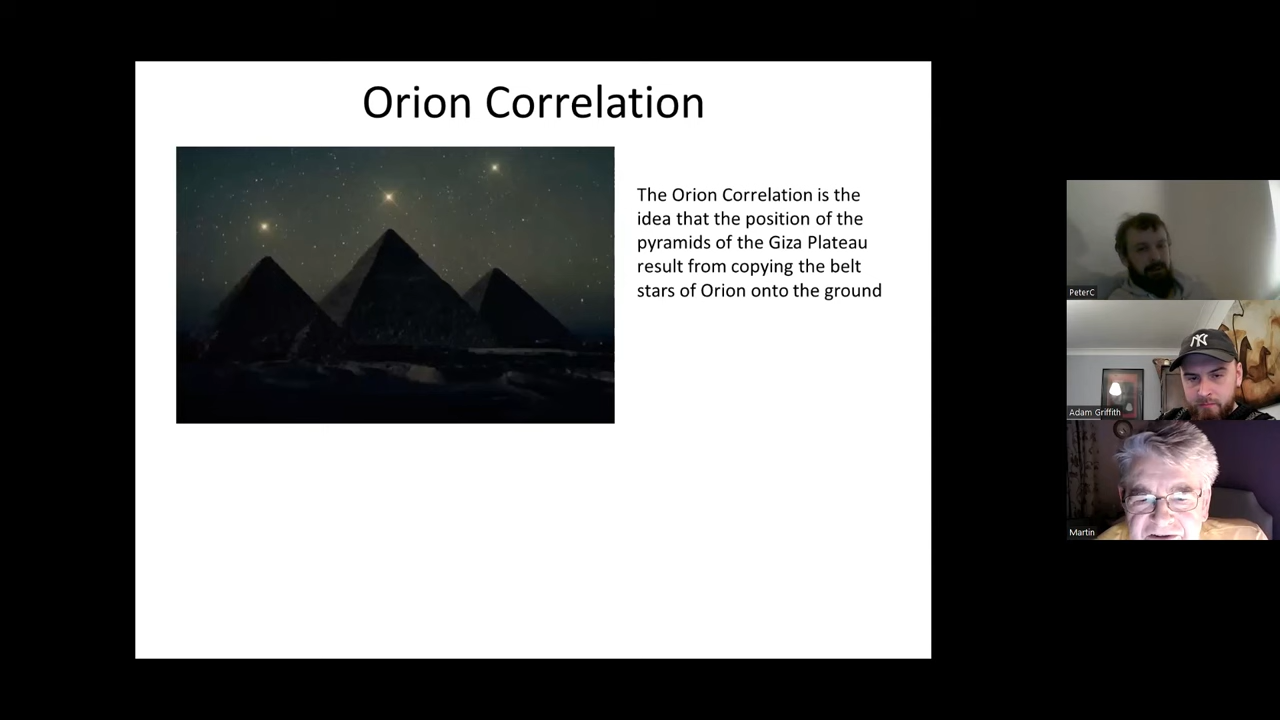 Orion Correlation
The Orion Correlation is the
idea that the position of the
pyramids of the Giza Plateau
result from copying the belt
stars of Orion onto the ground
PeterC
NY
Adam Griffith
Martin